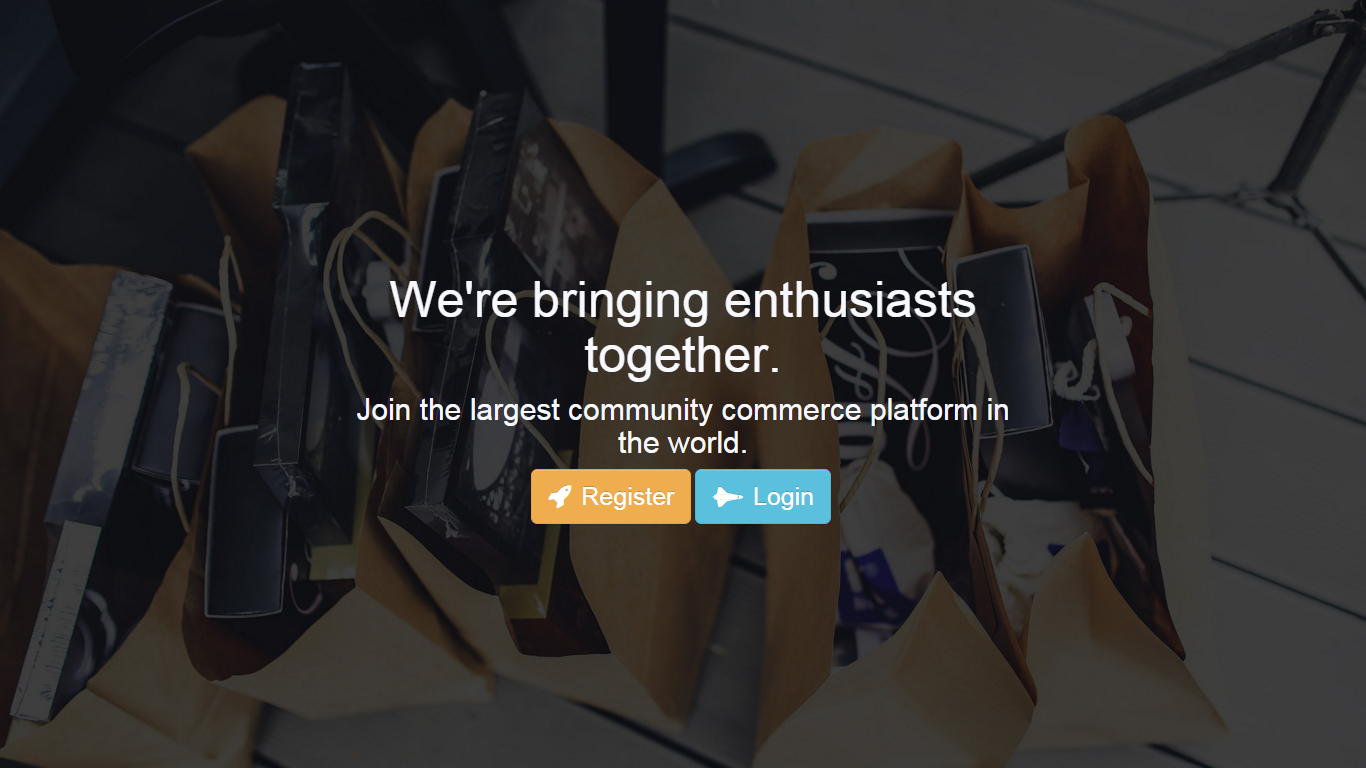 We're bringing enthusiasts
together.
Join the largest community commerce platform in
the world.
Register Login